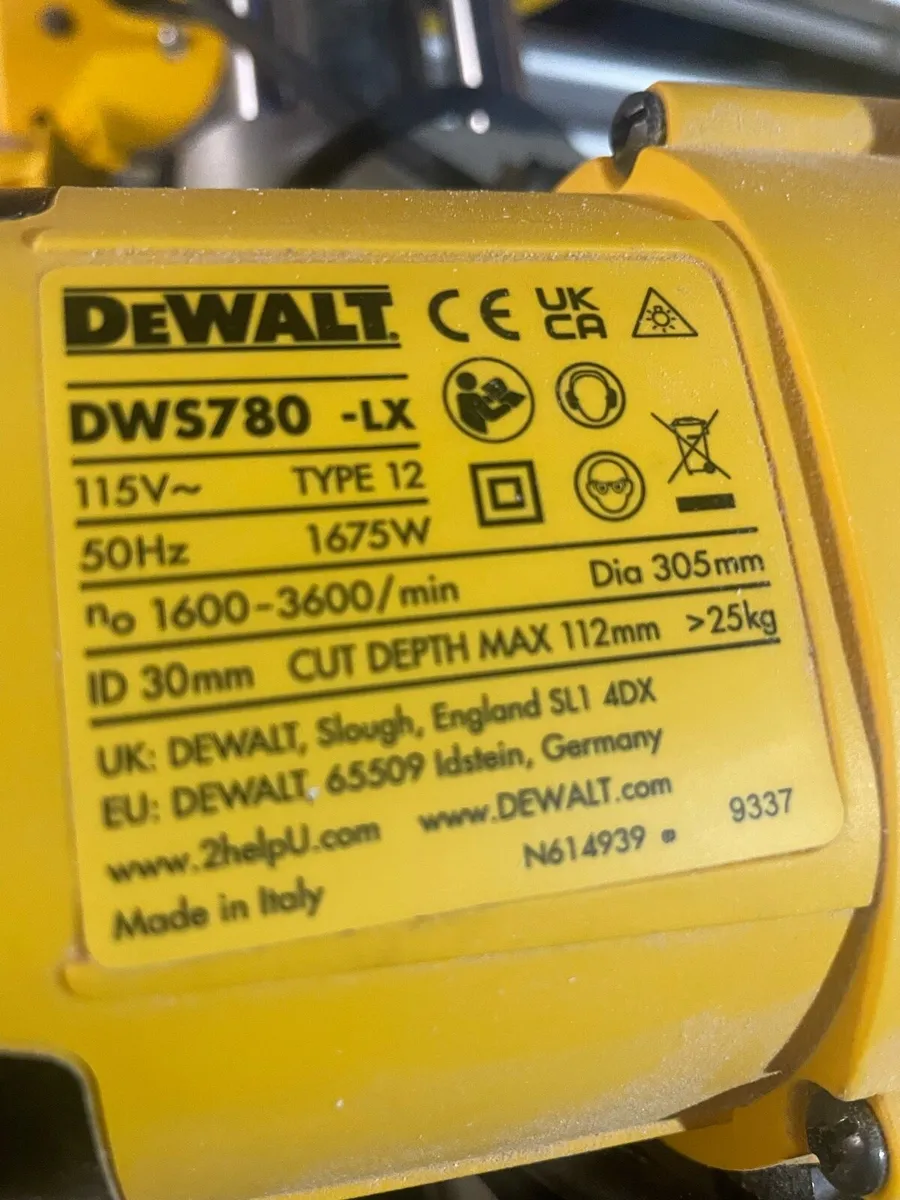 DEWALT. CE UK CA
DWS780 -LX
115V~ TYPE 12
50Hz 1675W
no 1600-3600/min Dia 305mm
ID 30mm CUT DEPTH MAX 112mm >25kg
UK: DEWALT, Slough, England SL1 4DX
EU: DEWALT, 65509 Idstein, Germany
www.2helpU.com www.DEWALT.com
Made in Italy N614939 9337